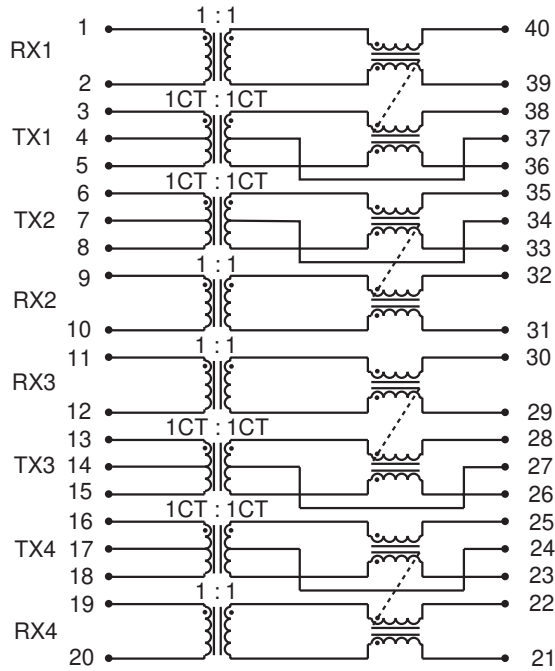 1 : 1
1 40
RX1
2 39
1CT : 1CT
3 38
TX1 4 37
5 36
1CT : 1CT
6 35
TX2 7 34
8 33
1 : 1
9 32
RX2
10 31
1 : 1
11 30
RX3
12 29
1CT : 1CT
13 28
TX3 14 27
15 26
1CT : 1CT
16 25
TX4 17 24
18 23
1 : 1
19 22
RX4
20 21